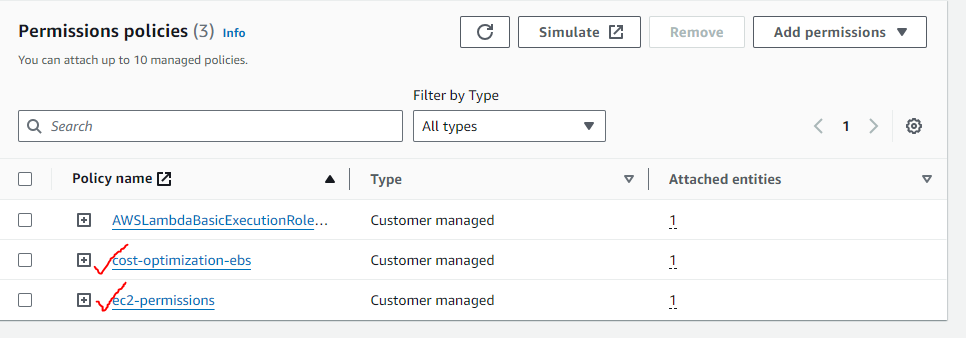 Permissions policies (3) Info
Simulate
Remove
Add permissions
You can attach up to 10 managed policies.
Filter by Type
Search
All types
1
Policy name
Type
Attached entities
AWSLambdaBasicExecutionRole…
Customer managed
1
cost-optimization-ebs
Customer managed
1
ec2-permissions
Customer managed
1